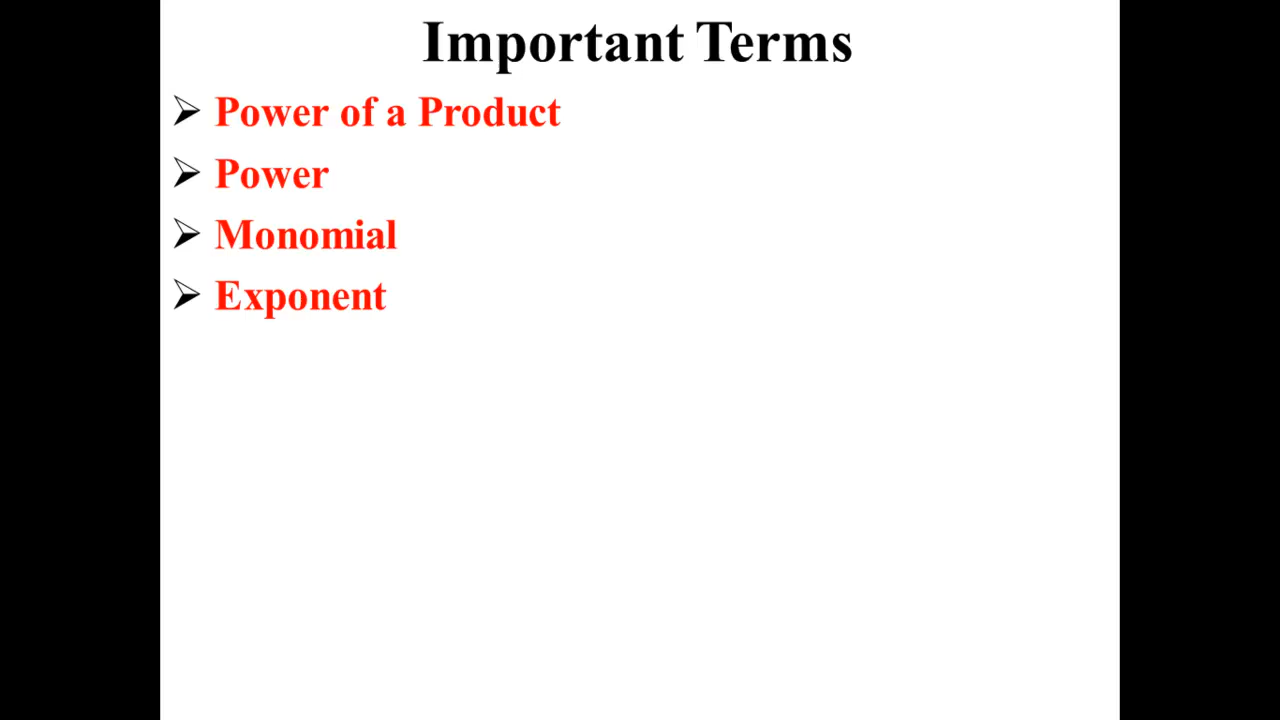 Important Terms
Power of a Product
Power
Monomial
Exponent